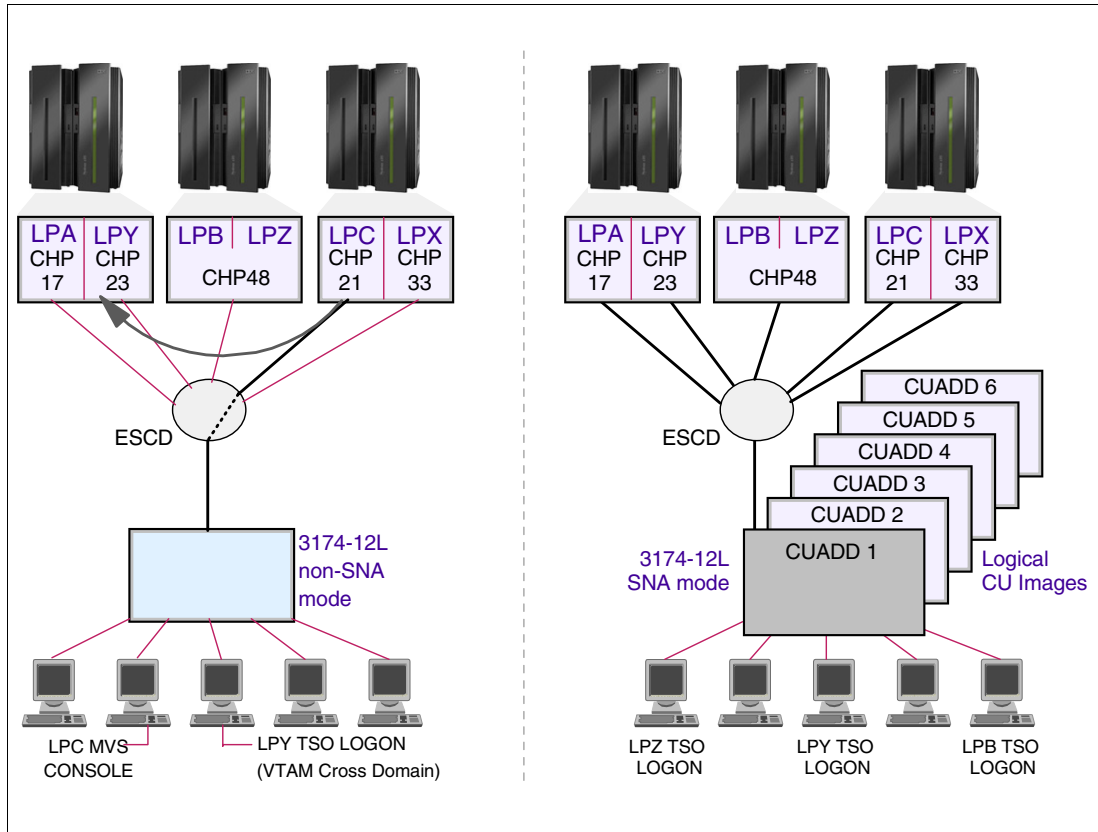 LPA LPY
CHP CHP
17 23
LPB LPZ
CHP48
LPC LPX
CHP CHP
21 33
ESCD
3174-12L
non-SNA
mode
LPC MVS
CONSOLE
LPY TSO LOGON
(VTAM Cross Domain)
LPA LPY
CHP CHP
17 23
LPB LPZ
CHP48
LPC LPX
CHP CHP
21 33
ESCD
CUADD 6
CUADD 5
CUADD 4
CUADD 3
CUADD 2
CUADD 1
3174-12L
SNA mode
Logical
CU Images
LPZ TSO
LOGON
LPY TSO
LOGON
LPB TSO
LOGON